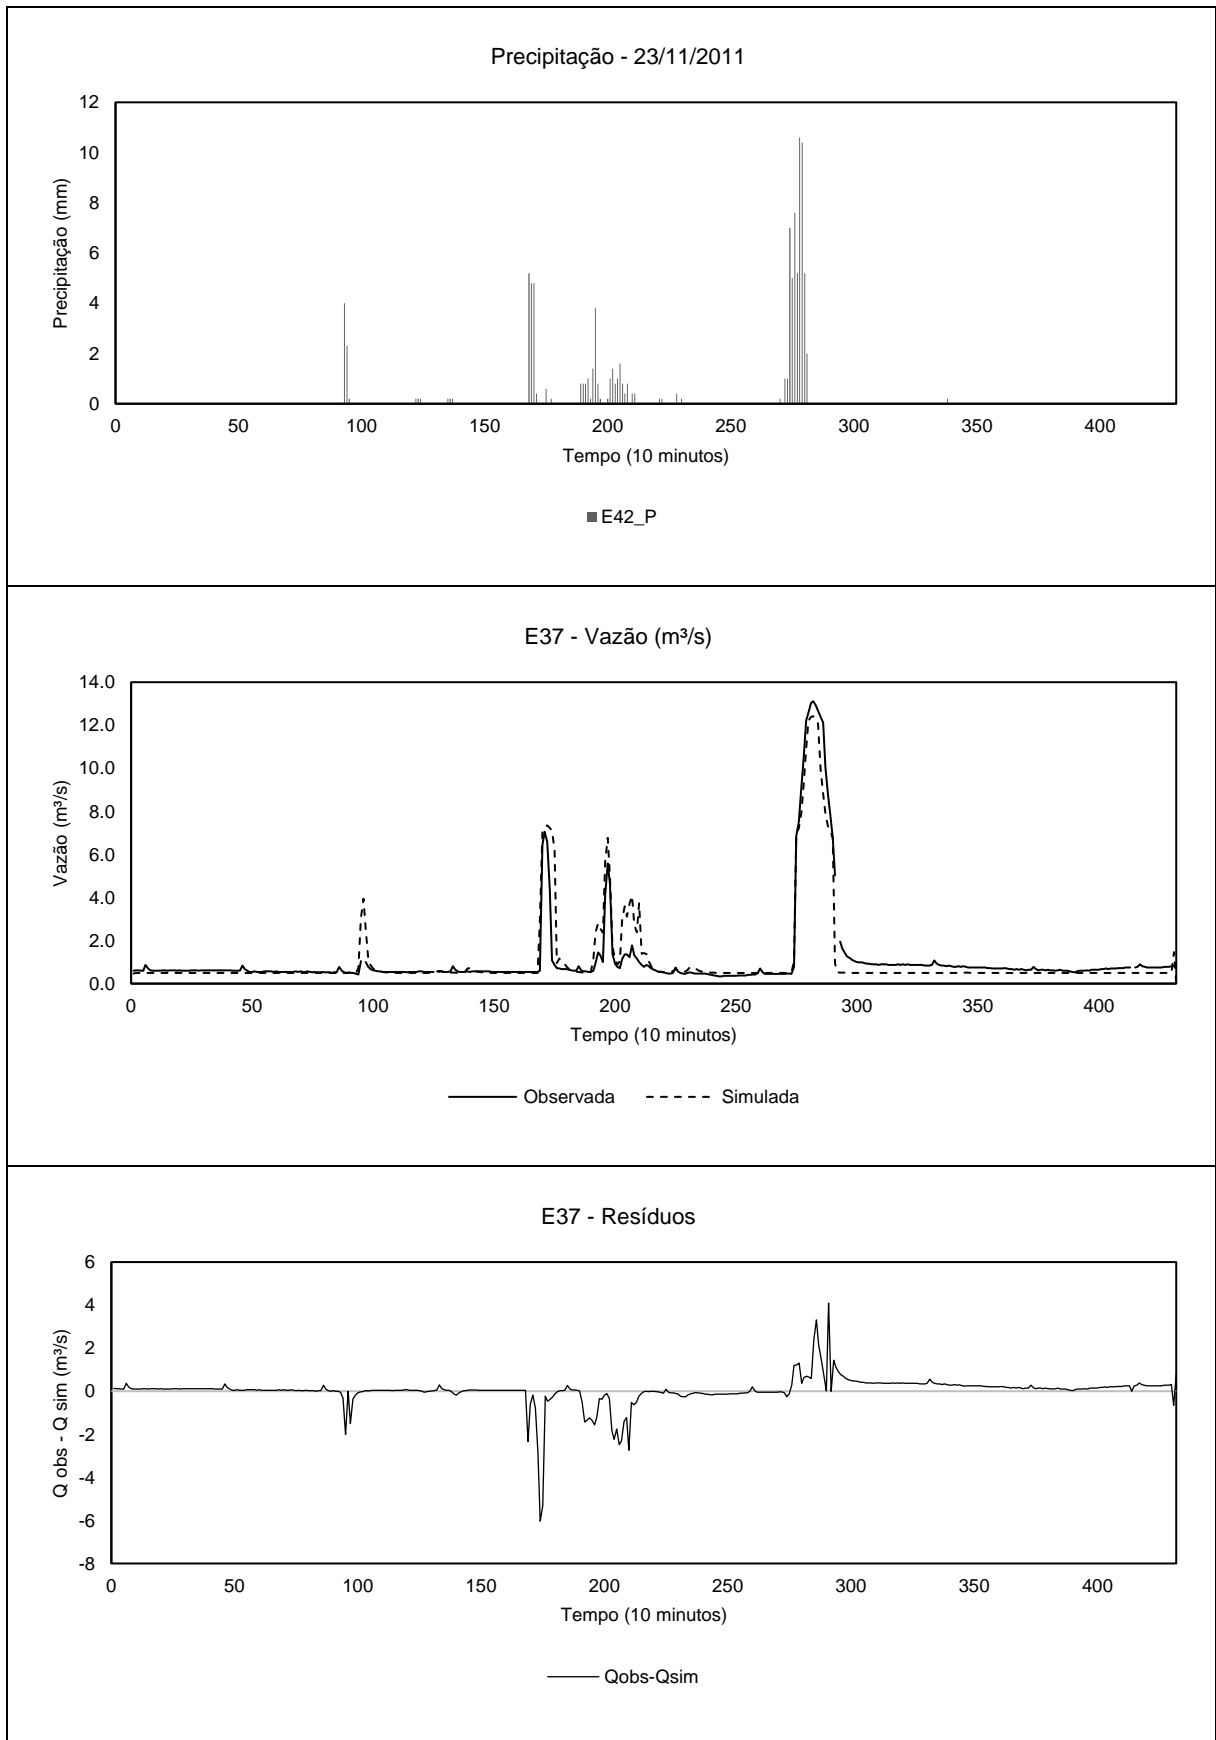 Precipitação - 23/11/2011
Precipitação (mm)
12
10
8
6
4
2
0
0 50 100 150 200 250 300 350 400
Tempo (10 minutos)
E42_P
E37 - Vazão (m³/s)
Vazão (m³/s)
14.0
12.0
10.0
8.0
6.0
4.0
2.0
0.0
0 50 100 150 200 250 300 350 400
Tempo (10 minutos)
Observada Simulada
E37 - Resíduos
Q obs - Q sim (m³/s)
6
4
2
0
-2
-4
-6
-8
0 50 100 150 200 250 300 350 400
Tempo (10 minutos)
Qobs-Qsim